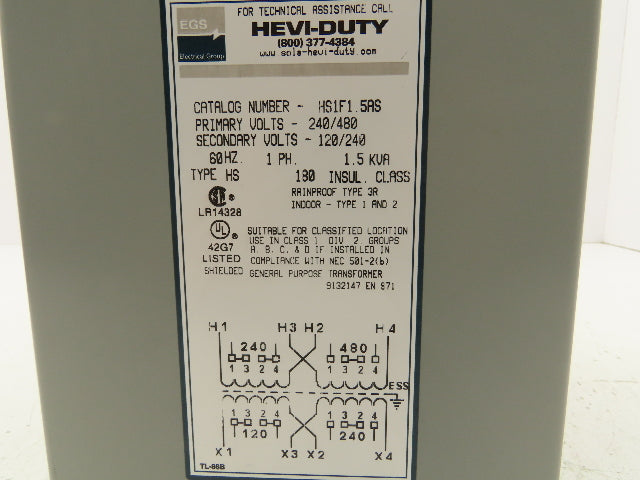 EGS
Electrical Group
FOR TECHNICAL ASSISTANCE CALL
HEVI-DUTY
(800) 377-4384
www.sola-hevi-duty.com
CATALOG NUMBER - HS1F1.5AS
PRIMARY VOLTS - 240/480
SECONDARY VOLTS - 120/240
60HZ. 1 PH. 1.5 KVA
TYPE HS 180 INSUL. CLASS
RAINPROOF TYPE 3R
INDOOR - TYPE 1 AND 2
LR14328
UL
42G7
LISTED
SUITABLE FOR CLASSIFIED LOCATION
USE IN CLASS 1 DIV 2. GROUPS
A, B, C, & D IF INSTALLED IN
COMPLIANCE WITH NEC 501-2(b)
SHIELDED GENERAL PURPOSE TRANSFORMER
9132147 EN 871
H1 H3 H2 H4
240 480
1 3 2 4 1 3 2 4
ESS
1 3 2 4 1 3 2 4
120 240
X1 X3 X2 X4
TL-88B